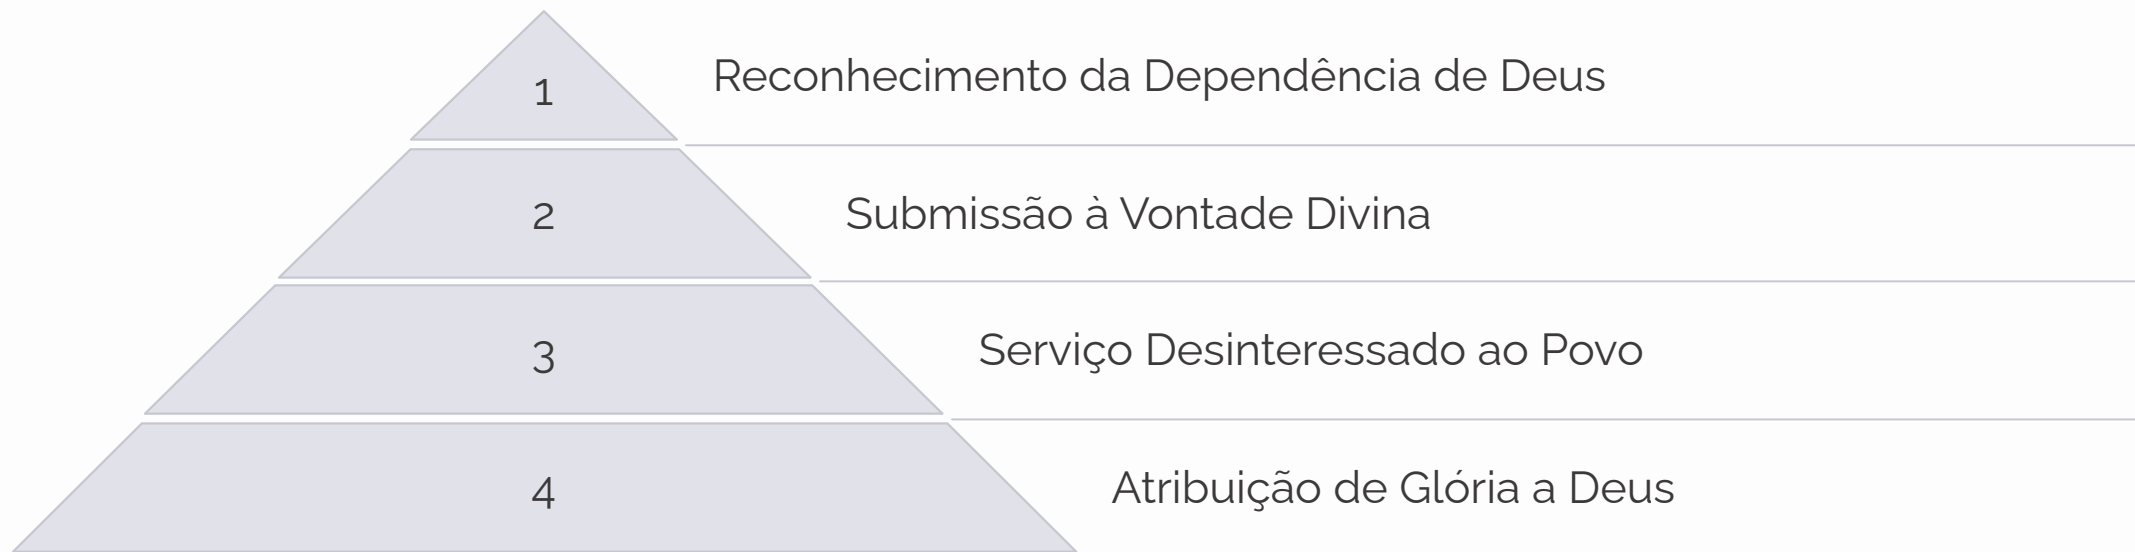 1
Reconhecimento da Dependência de Deus
2
Submissão à Vontade Divina
3
Serviço Desinteressado ao Povo
4
Atribuição de Glória a Deus